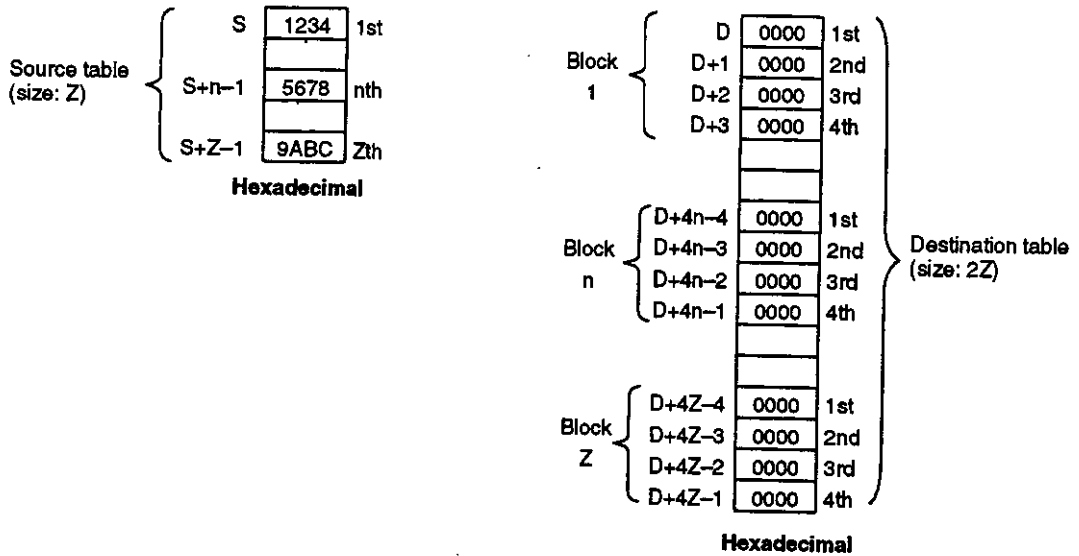 S 1234 1st
Source table
(size: Z)
S+n–1 5678 nth
S+Z–1 9ABC Zth
Hexadecimal
Block
1
D 0000 1st
D+1 0000 2nd
D+2 0000 3rd
D+3 0000 4th
Block
n
D+4n–4 0000 1st
D+4n–3 0000 2nd
D+4n–2 0000 3rd
D+4n–1 0000 4th
Destination table
(size: 2Z)
Block
Z
D+4Z–4 0000 1st
D+4Z–3 0000 2nd
D+4Z–2 0000 3rd
D+4Z–1 0000 4th
Hexadecimal